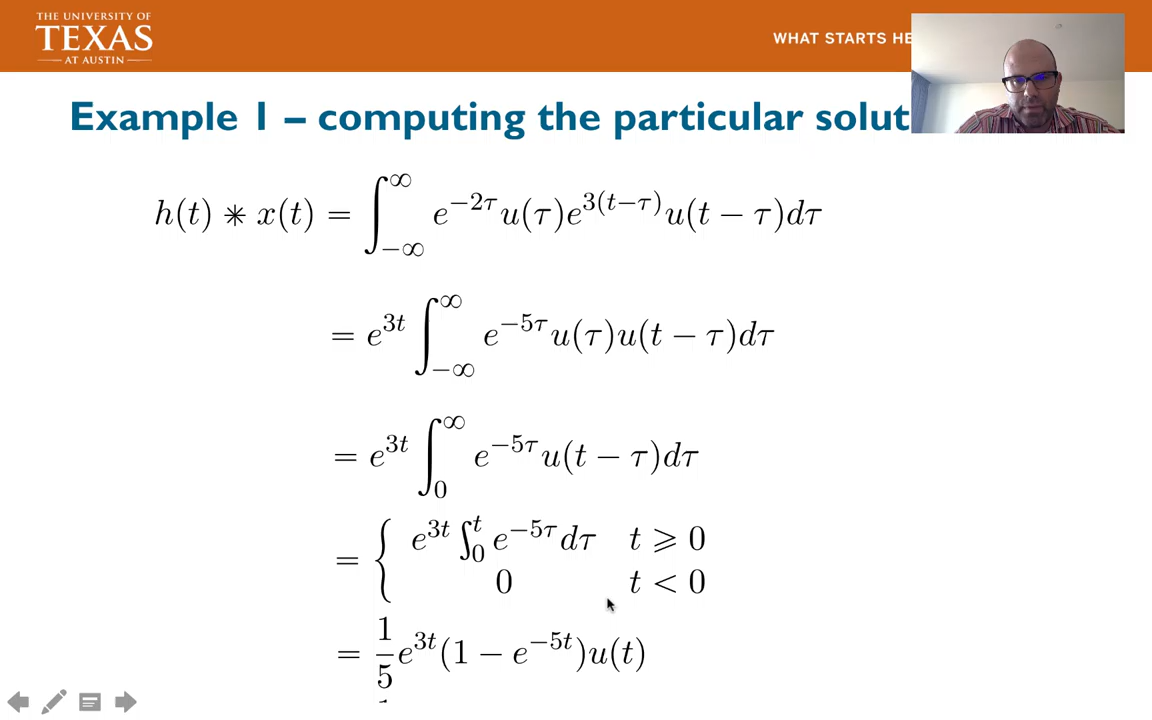 THE UNIVERSITY OF
TEXAS
AT AUSTIN
WHAT STARTS HE
Example 1 – computing the particular solut
h(t) ∗ x(t) = ∫_{−∞}^{∞} e^{−2τ} u(τ)e^{3(t−τ)} u(t − τ)dτ
= e^{3t} ∫_{−∞}^{∞} e^{−5τ} u(τ)u(t − τ)dτ
= e^{3t} ∫_{0}^{∞} e^{−5τ} u(t − τ)dτ
= { e^{3t} ∫_{0}^{t} e^{−5τ} dτ t ⩾ 0
0 t < 0
= 1/5 e^{3t}(1 − e^{−5t})u(t)